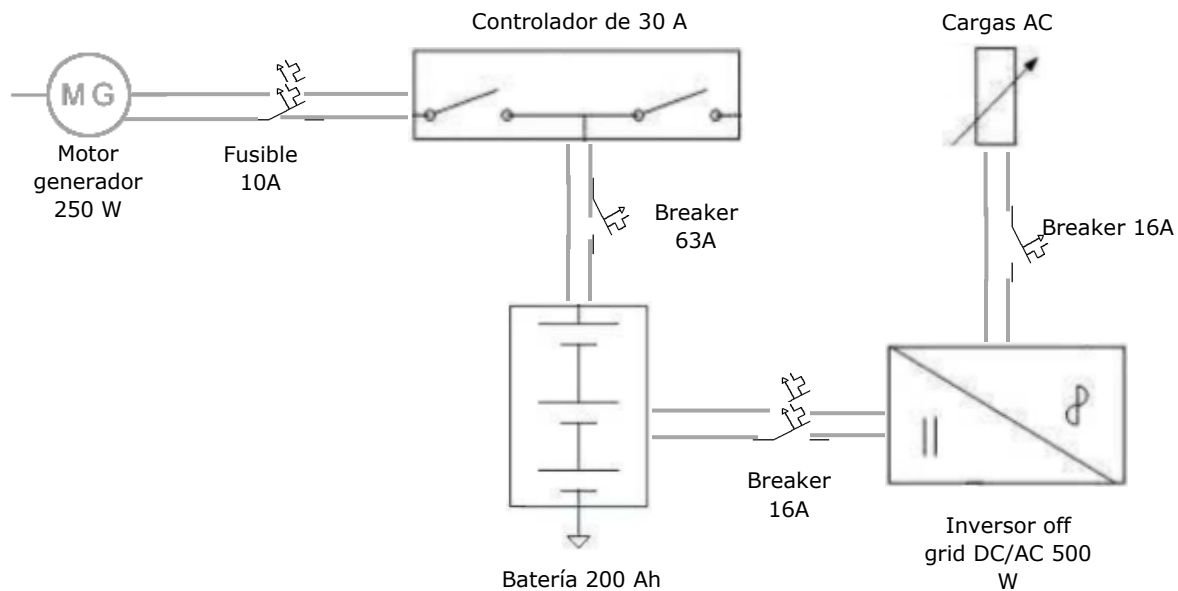 Controlador de 30 A
Cargas AC
MG
Motor
generador
250 W
Fusible
10A
Breaker
63A
Breaker 16A
Breaker
16A
Batería 200 Ah
Inversor off
grid DC/AC 500
W